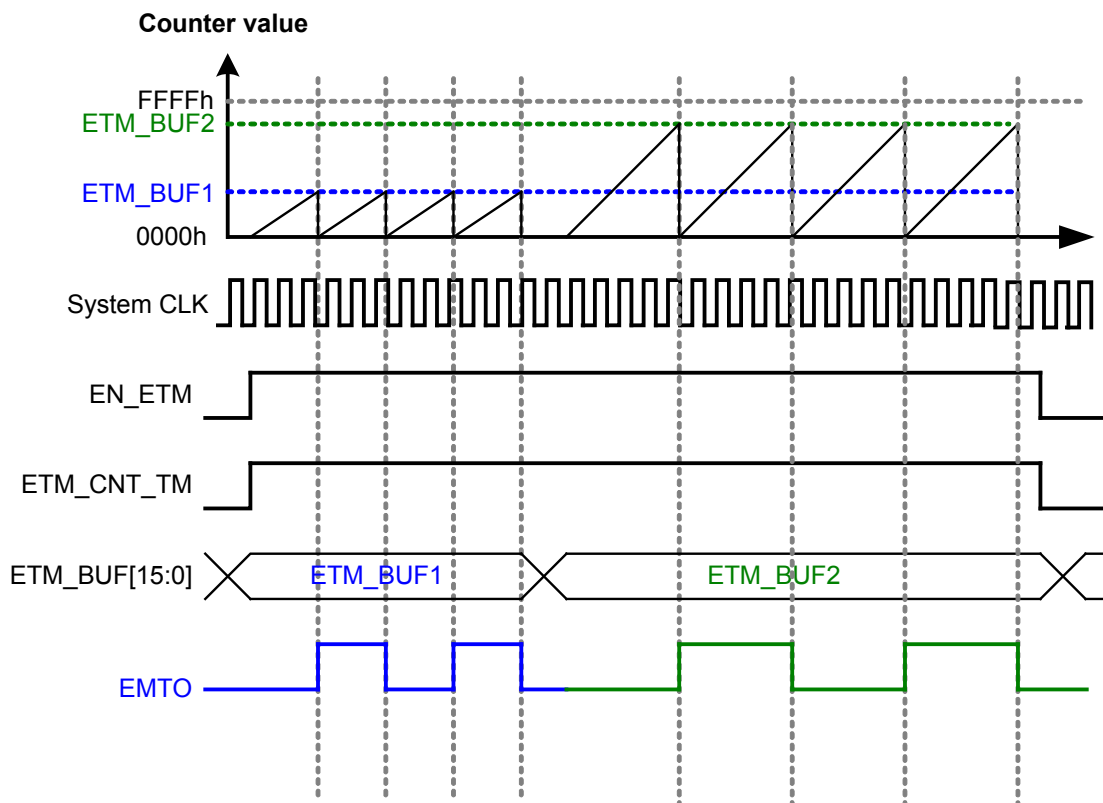 Counter value
FFFFh
ETM_BUF2
ETM_BUF1
0000h
System CLK
EN_ETM
ETM_CNT_TM
ETM_BUF[15:0]
ETM_BUF1
ETM_BUF2
EMTO